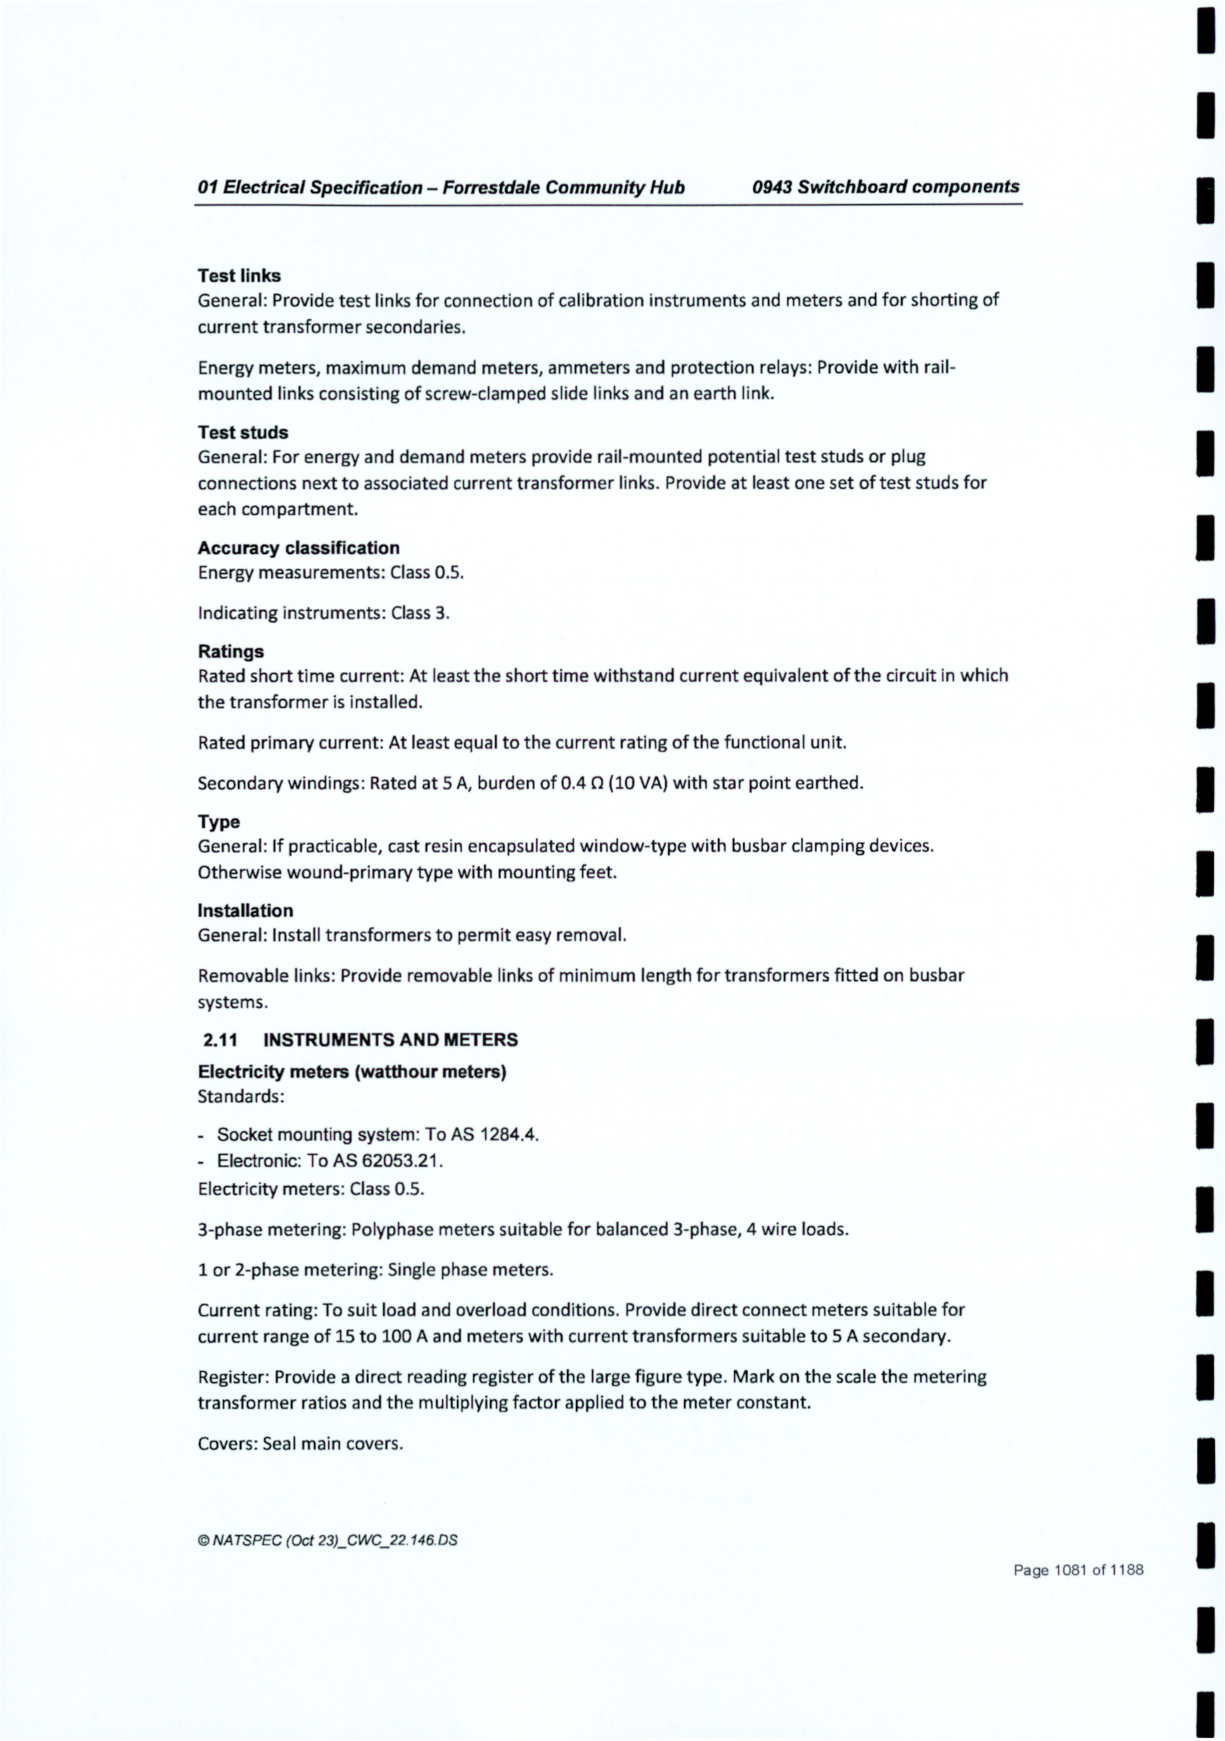 01 Electrical Specification – Forrestdale Community Hub 0943 Switchboard components
Test links
General: Provide test links for connection of calibration instruments and meters and for shorting of
current transformer secondaries.
Energy meters, maximum demand meters, ammeters and protection relays: Provide with rail-
mounted links consisting of screw-clamped slide links and an earth link.
Test studs
General: For energy and demand meters provide rail-mounted potential test studs or plug
connections next to associated current transformer links. Provide at least one set of test studs for
each compartment.
Accuracy classification
Energy measurements: Class 0.5.
Indicating instruments: Class 3.
Ratings
Rated short time current: At least the short time withstand current equivalent of the circuit in which
the transformer is installed.
Rated primary current: At least equal to the current rating of the functional unit.
Secondary windings: Rated at 5 A, burden of 0.4 Ω (10 VA) with star point earthed.
Type
General: If practicable, cast resin encapsulated window-type with busbar clamping devices.
Otherwise wound-primary type with mounting feet.
Installation
General: Install transformers to permit easy removal.
Removable links: Provide removable links of minimum length for transformers fitted on busbar
systems.
2.11 INSTRUMENTS AND METERS
Electricity meters (watthour meters)
Standards:
- Socket mounting system: To AS 1284.4.
- Electronic: To AS 62053.21.
Electricity meters: Class 0.5.
3-phase metering: Polyphase meters suitable for balanced 3-phase, 4 wire loads.
1 or 2-phase metering: Single phase meters.
Current rating: To suit load and overload conditions. Provide direct connect meters suitable for
current range of 15 to 100 A and meters with current transformers suitable to 5 A secondary.
Register: Provide a direct reading register of the large figure type. Mark on the scale the metering
transformer ratios and the multiplying factor applied to the meter constant.
Covers: Seal main covers.
© NATSPEC (Oct 23)_CWC_22.146.DS
Page 1081 of 1188